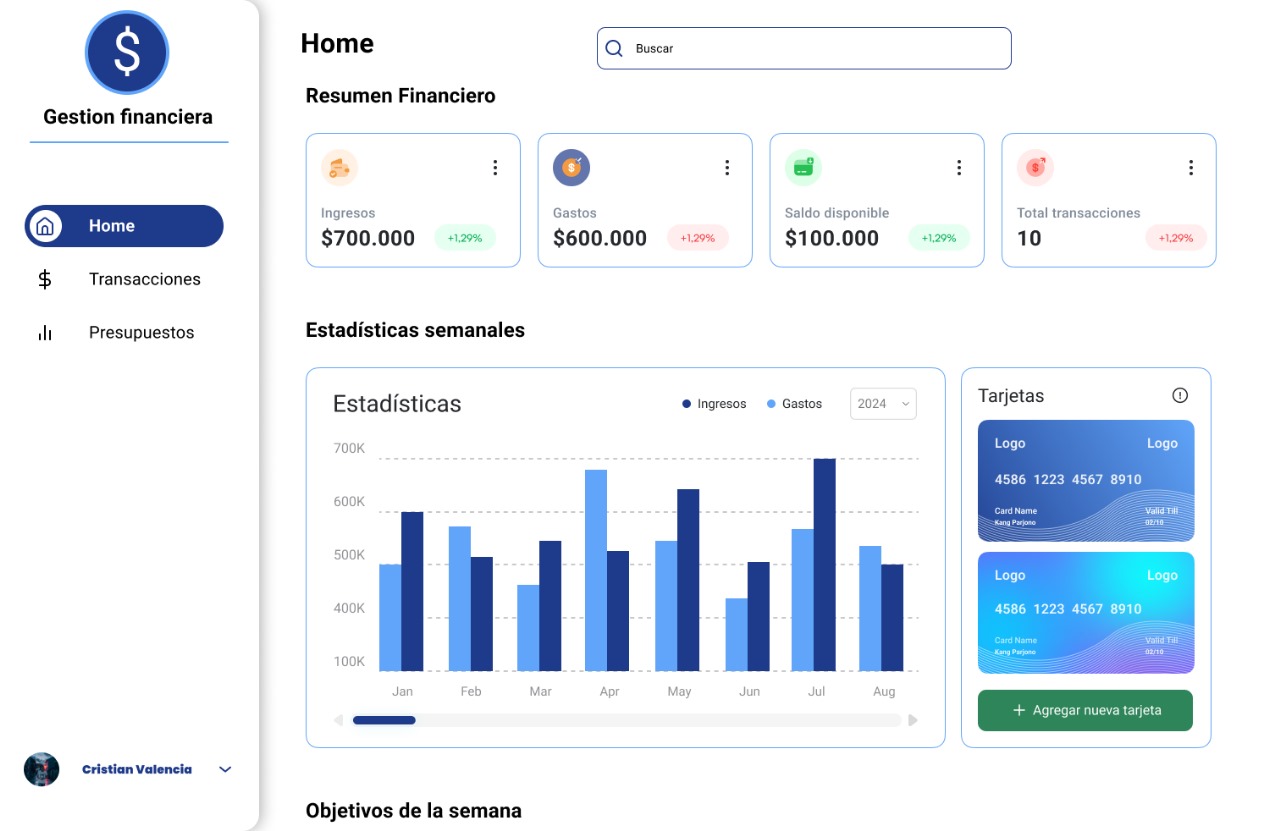 $
Gestion financiera
Home
Transacciones
Presupuestos
Cristian Valencia
Home
Buscar
Resumen Financiero
Ingresos
$700.000 +1,29%
Gastos
$600.000 +1,29%
Saldo disponible
$100.000 +1,29%
Total transacciones
10 +1,29%
Estadísticas semanales
Estadísticas Ingresos Gastos 2024
700K
600K
500K
400K
100K
Jan Feb Mar Apr May Jun Jul Aug
Tarjetas
Logo Logo
4586 1223 4567 8910
Card Name Valid Till
Kang Parjono 02/10
Logo Logo
4586 1223 4567 8910
Card Name Valid Till
Kang Parjono 02/10
+ Agregar nueva tarjeta
Objetivos de la semana